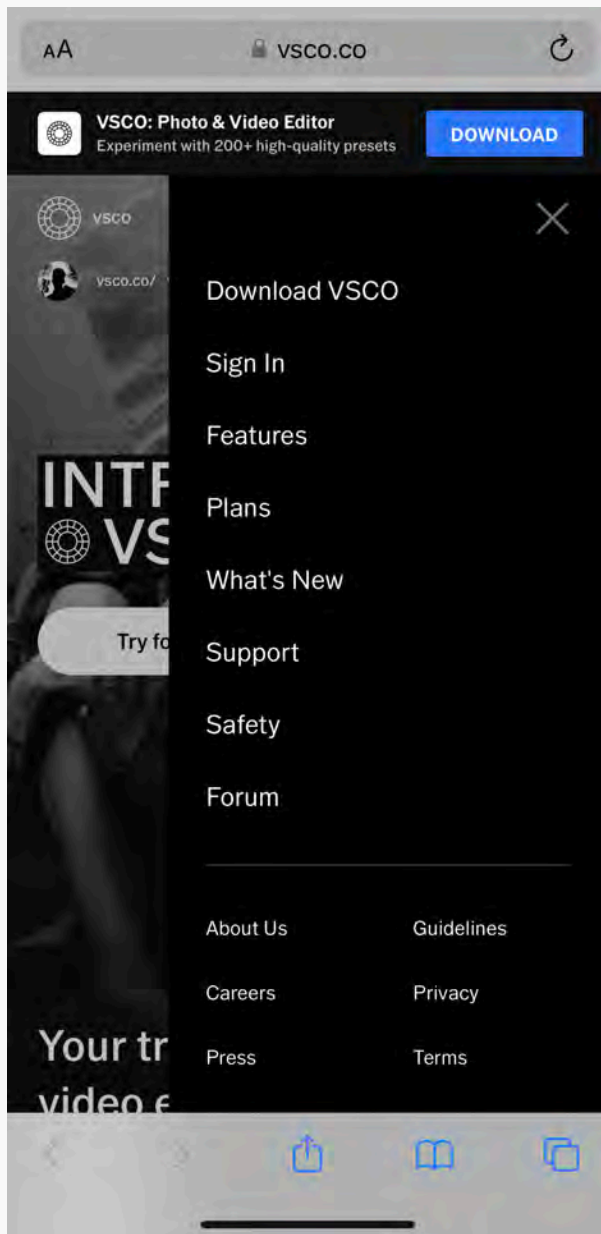 AA vsco.co
VSCO: Photo & Video Editor
Experiment with 200+ high-quality presets
DOWNLOAD
vsco
vsco.co/
Download VSCO
Sign In
Features
Plans
What's New
Support
Safety
Forum
INTR
VS
Try fo
About Us Guidelines
Careers Privacy
Press Terms
Your tr
video e